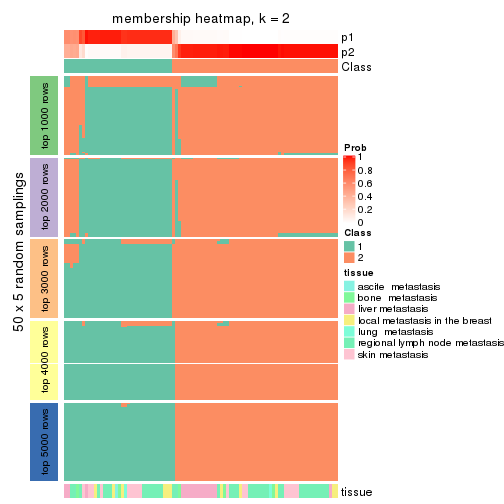 membership heatmap, k = 2
p1
p2
Class
50 x 5 random samplings
top 1000 rows
top 2000 rows
top 3000 rows
top 4000 rows
top 5000 rows
Prob
1
0.8
0.6
0.4
0.2
0
Class
1
2
tissue
ascite metastasis
bone metastasis
liver metastasis
local metastasis in the breast
lung metastasis
regional lymph node metastasis
skin metastasis
tissue